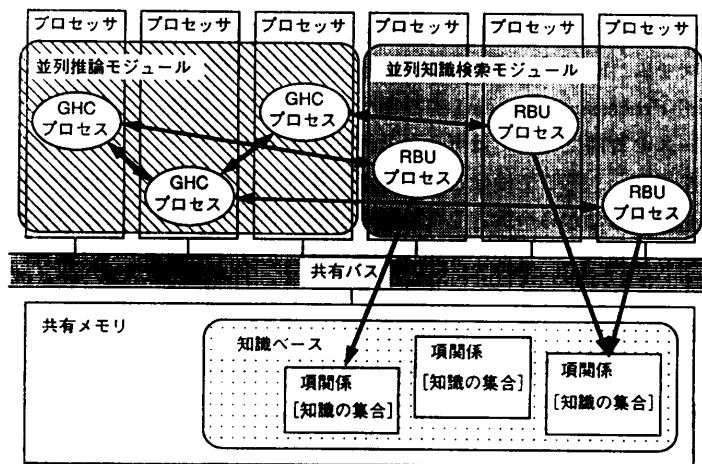 プロセッサ プロセッサ プロセッサ プロセッサ プロセッサ プロセッサ
並列推論モジュール
並列知識検索モジュール
GHC
プロセス
GHC
プロセス
GHC
プロセス
RBU
プロセス
RBU
プロセス
RBU
プロセス
共有バス
共有メモリ
知識ベース
項関係
[知識の集合]
項関係
[知識の集合]
項関係
[知識の集合]